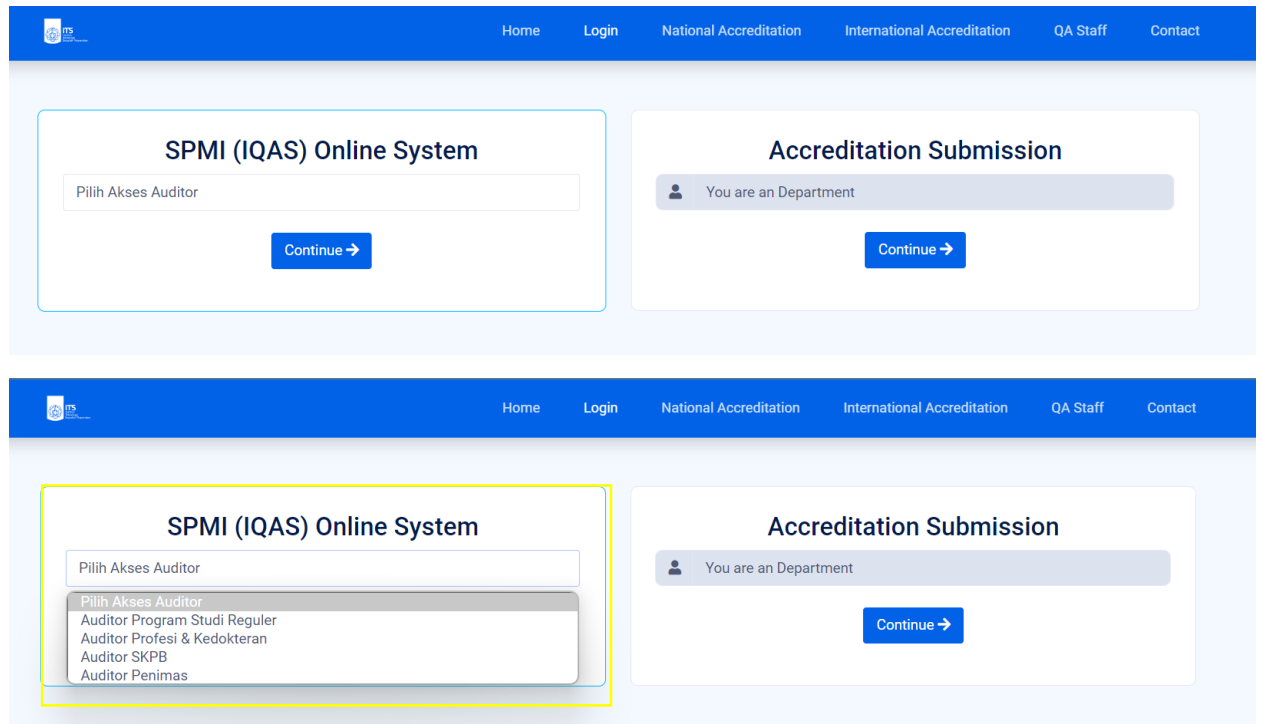 ITS
Home Login National Accreditation International Accreditation QA Staff Contact
SPMI (IQAS) Online System
Pilih Akses Auditor
Continue
Accreditation Submission
You are an Department
Continue
ITS
Home Login National Accreditation International Accreditation QA Staff Contact
SPMI (IQAS) Online System
Pilih Akses Auditor
Pilih Akses Auditor
Auditor Program Studi Reguler
Auditor Profesi & Kedokteran
Auditor SKPB
Auditor Penimas
Accreditation Submission
You are an Department
Continue